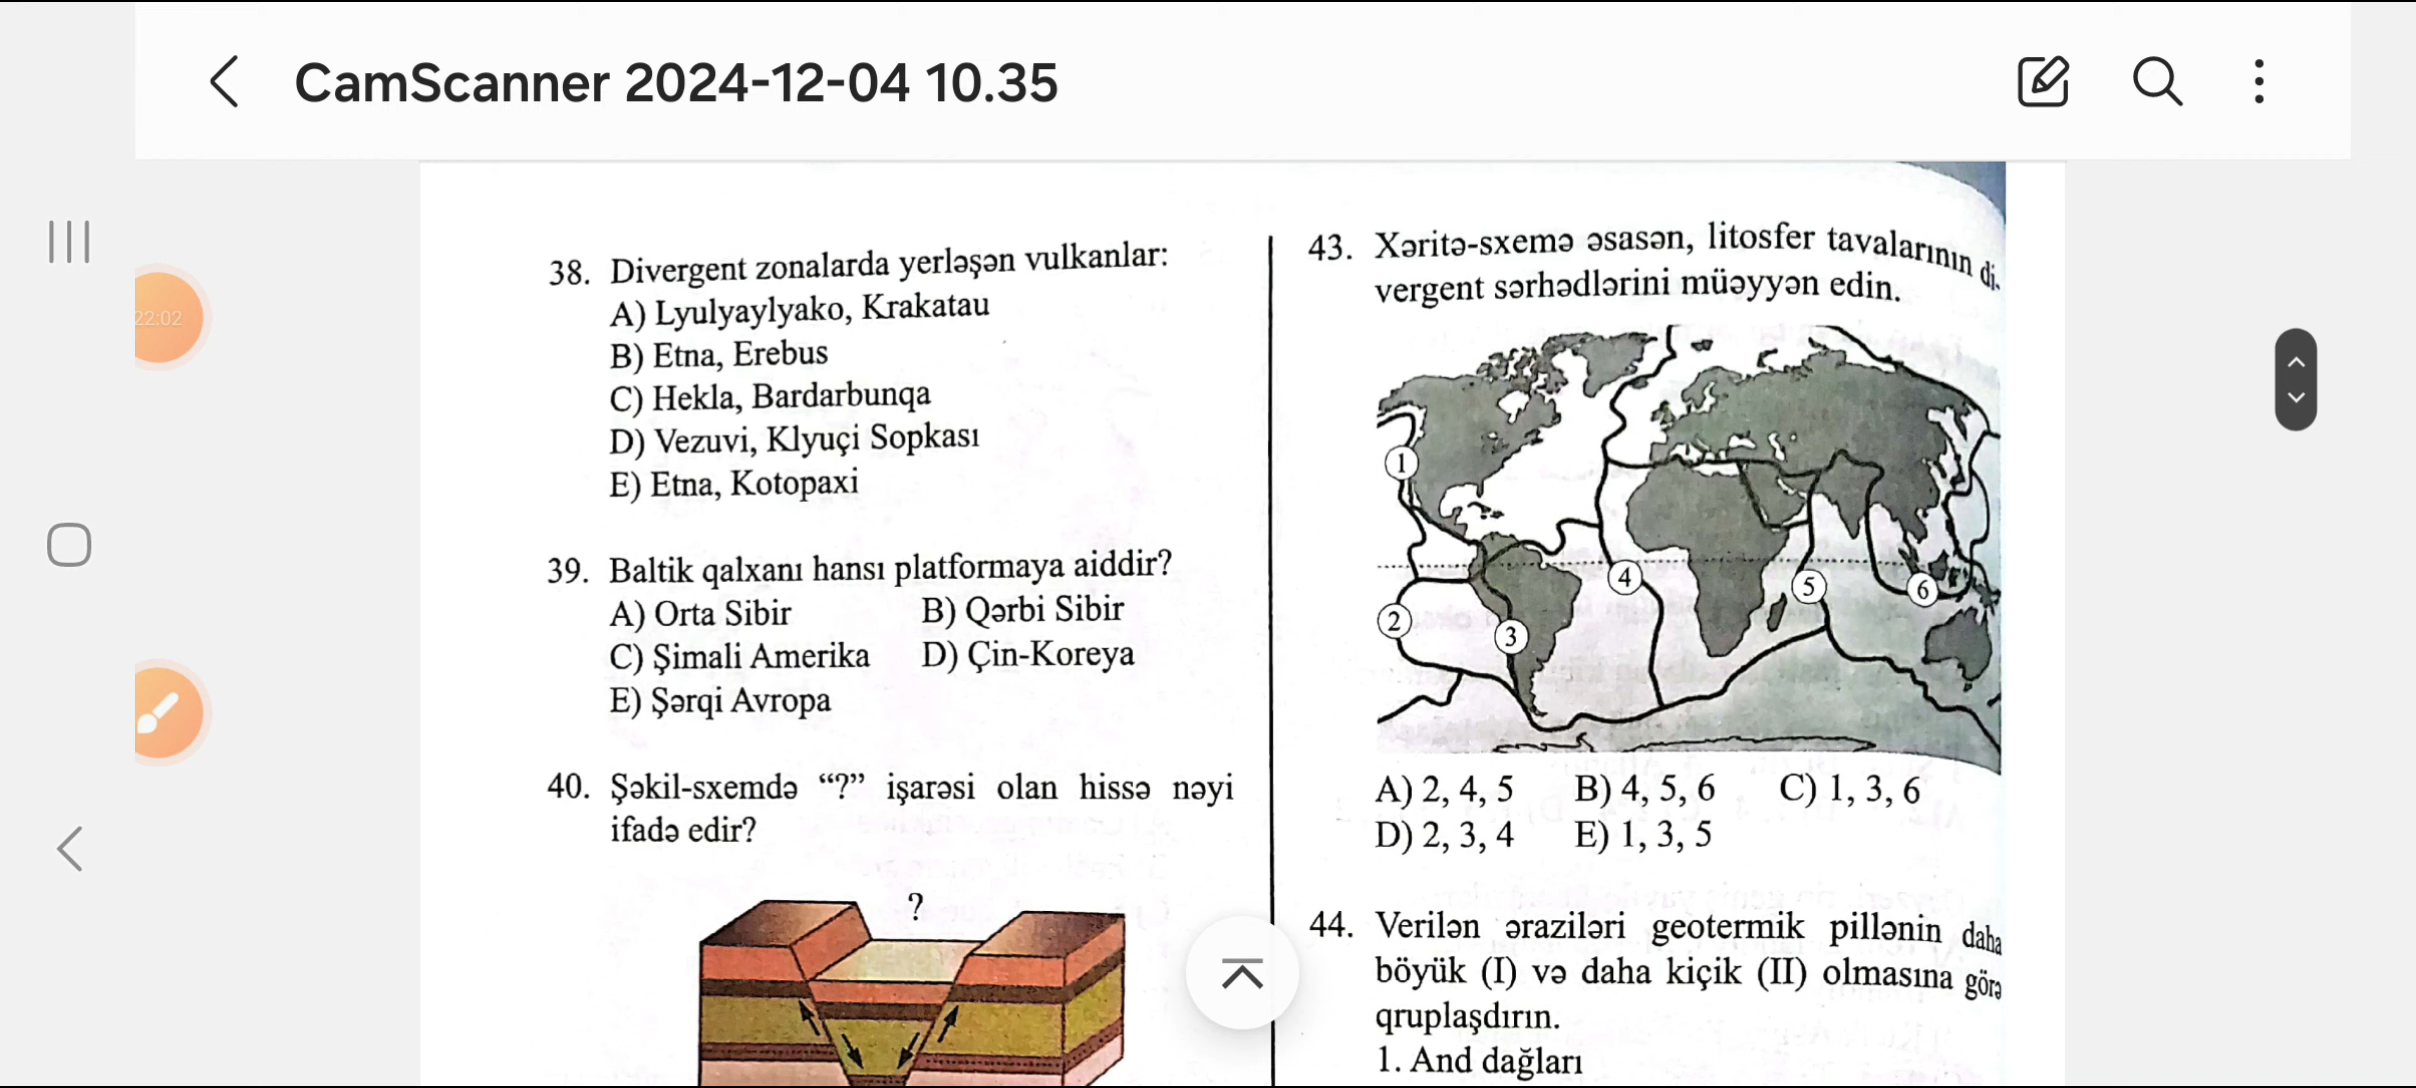 CamScanner 2024-12-04 10.35
22:02
38. Divergent zonalarda yerləşən vulkanlar:
A) Lyulyaylyako, Krakatau
B) Etna, Erebus
C) Hekla, Bardarbunqa
D) Vezuvi, Klyuçi Sopkası
E) Etna, Kotopaxi
39. Baltik qalxanı hansı platformaya aiddir?
A) Orta Sibir B) Qərbi Sibir
C) Şimali Amerika D) Çin-Koreya
E) Şərqi Avropa
40. Şəkil-sxemdə “?” işarəsi olan hissə nəyi
ifadə edir?
?
43. Xəritə-sxemə əsasən, litosfer tavalarının di-
vergent sərhədlərini müəyyən edin.
1
2
3
4
5
6
A) 2, 4, 5 B) 4, 5, 6 C) 1, 3, 6
D) 2, 3, 4 E) 1, 3, 5
44. Verilən əraziləri geotermik pillənin daha
böyük (I) və daha kiçik (II) olmasına görə
qruplaşdırın.
1. And dağları